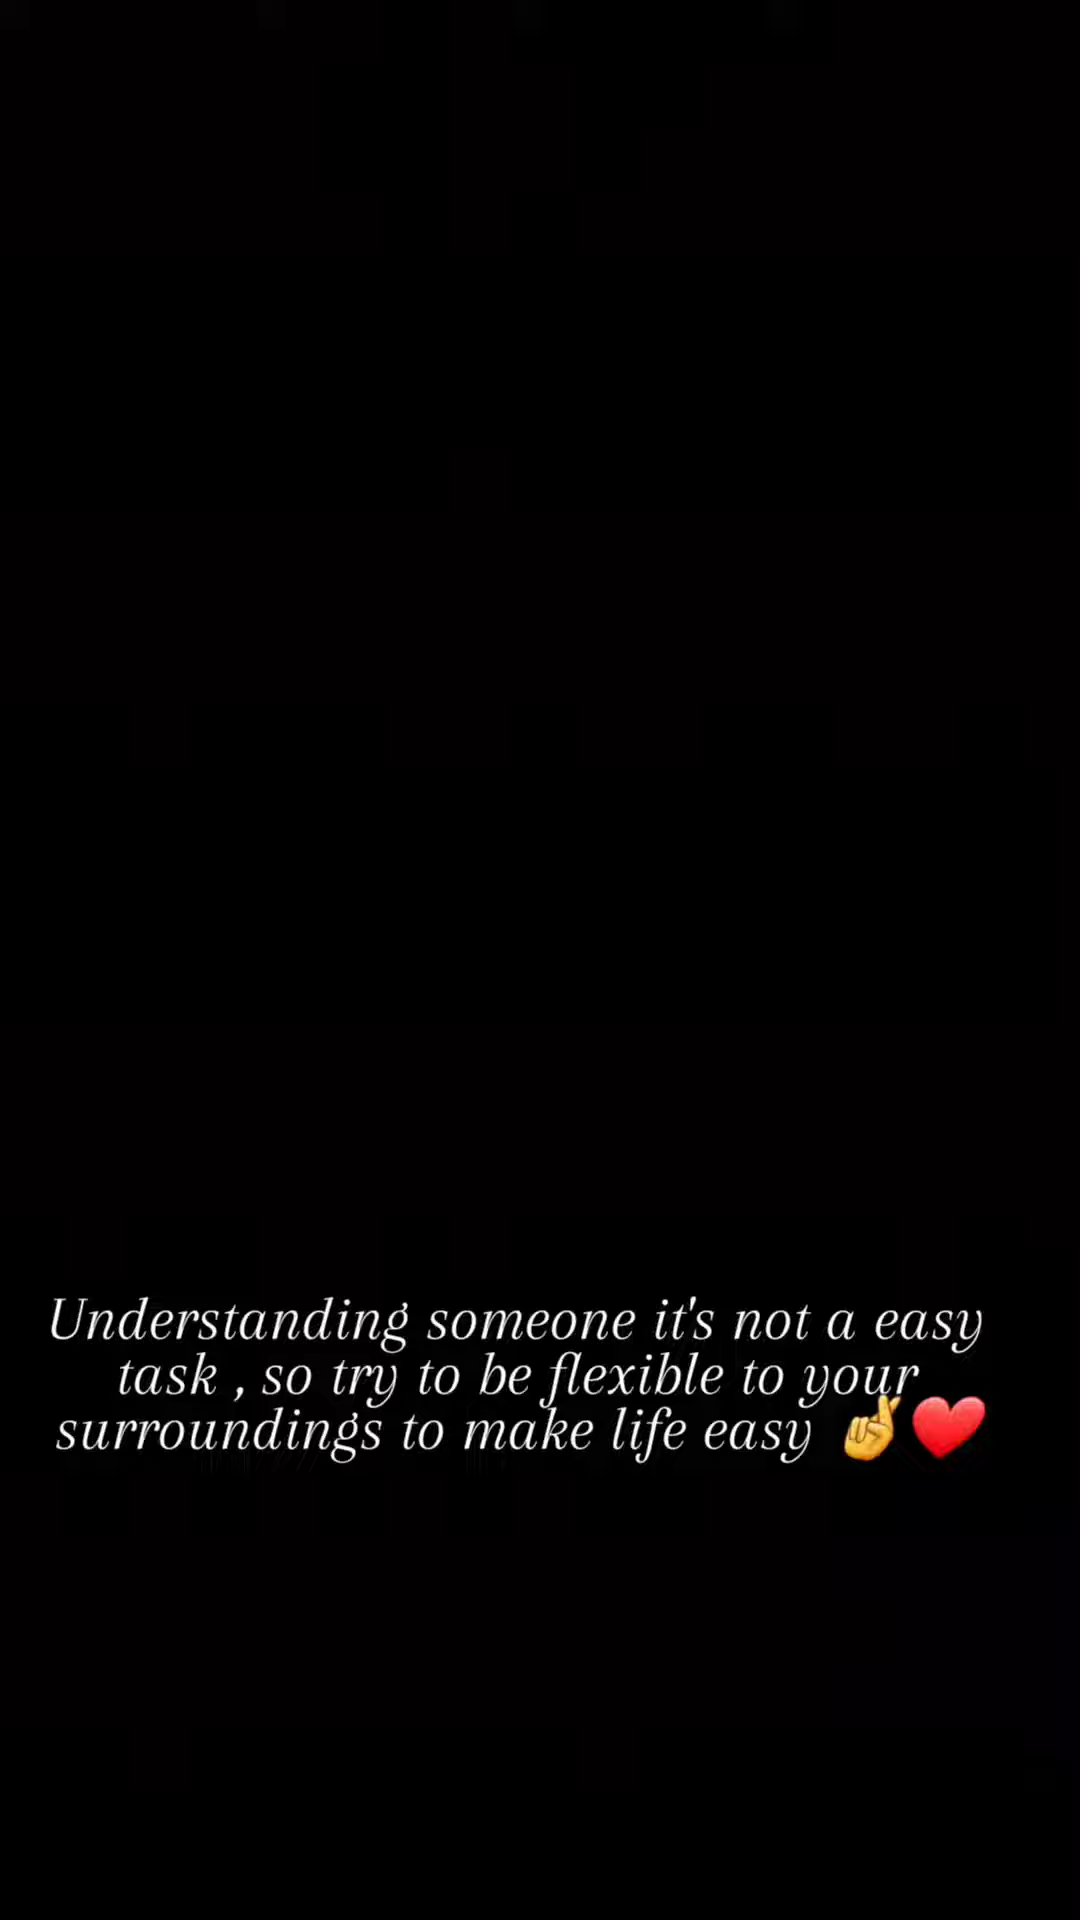 Understanding someone it's not a easy
task , so try to be flexible to your
surroundings to make life easy 🤞❤️